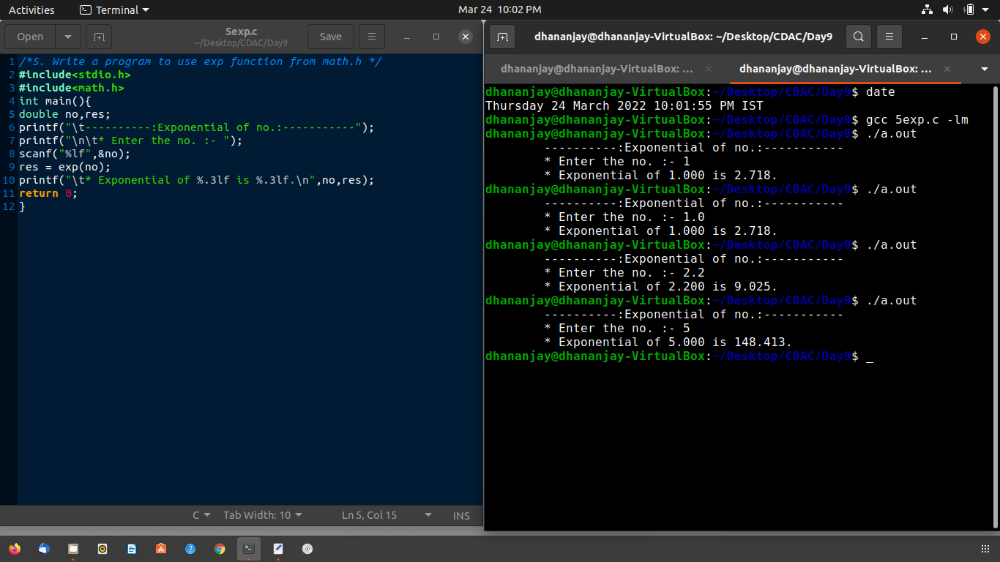 Activities Terminal Mar 24 10:02 PM
Open 5exp.c Save
~/Desktop/CDAC/Day9
1 /*5. Write a program to use exp function from math.h */
2 #include<stdio.h>
3 #include<math.h>
4 int main(){
5 double no,res;
6 printf("\t----------:Exponential of no.:-----------");
7 printf("\n\t* Enter the no. :- ");
8 scanf("%lf",&no);
9 res = exp(no);
10 printf("\t* Exponential of %.3lf is %.3lf.\n",no,res);
11 return 0;
12 }
C Tab Width: 10 Ln 5, Col 15 INS
dhananjay@dhananjay-VirtualBox: ~/Desktop/CDAC/Day9
dhananjay@dhananjay-VirtualBox: ... dhananjay@dhananjay-VirtualBox: ...
dhananjay@dhananjay-VirtualBox:~/Desktop/CDAC/Day9$ date
Thursday 24 March 2022 10:01:55 PM IST
dhananjay@dhananjay-VirtualBox:~/Desktop/CDAC/Day9$ gcc 5exp.c -lm
dhananjay@dhananjay-VirtualBox:~/Desktop/CDAC/Day9$ ./a.out
----------:Exponential of no.:-----------
* Enter the no. :- 1
* Exponential of 1.000 is 2.718.
dhananjay@dhananjay-VirtualBox:~/Desktop/CDAC/Day9$ ./a.out
----------:Exponential of no.:-----------
* Enter the no. :- 1.0
* Exponential of 1.000 is 2.718.
dhananjay@dhananjay-VirtualBox:~/Desktop/CDAC/Day9$ ./a.out
----------:Exponential of no.:-----------
* Enter the no. :- 2.2
* Exponential of 2.200 is 9.025.
dhananjay@dhananjay-VirtualBox:~/Desktop/CDAC/Day9$ ./a.out
----------:Exponential of no.:-----------
* Enter the no. :- 5
* Exponential of 5.000 is 148.413.
dhananjay@dhananjay-VirtualBox:~/Desktop/CDAC/Day9$ _